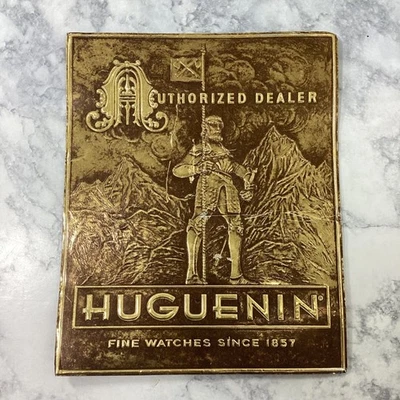 AUTHORIZED DEALER
HUGUENIN®
FINE WATCHES SINCE 1857